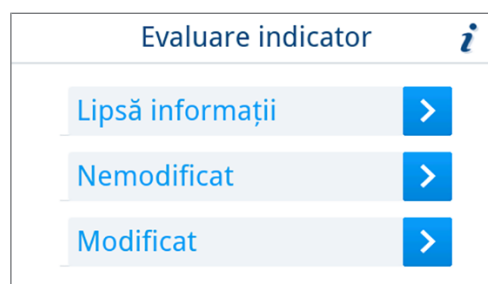 Evaluare indicator i
Lipsă informații
Nemodificat
Modificat